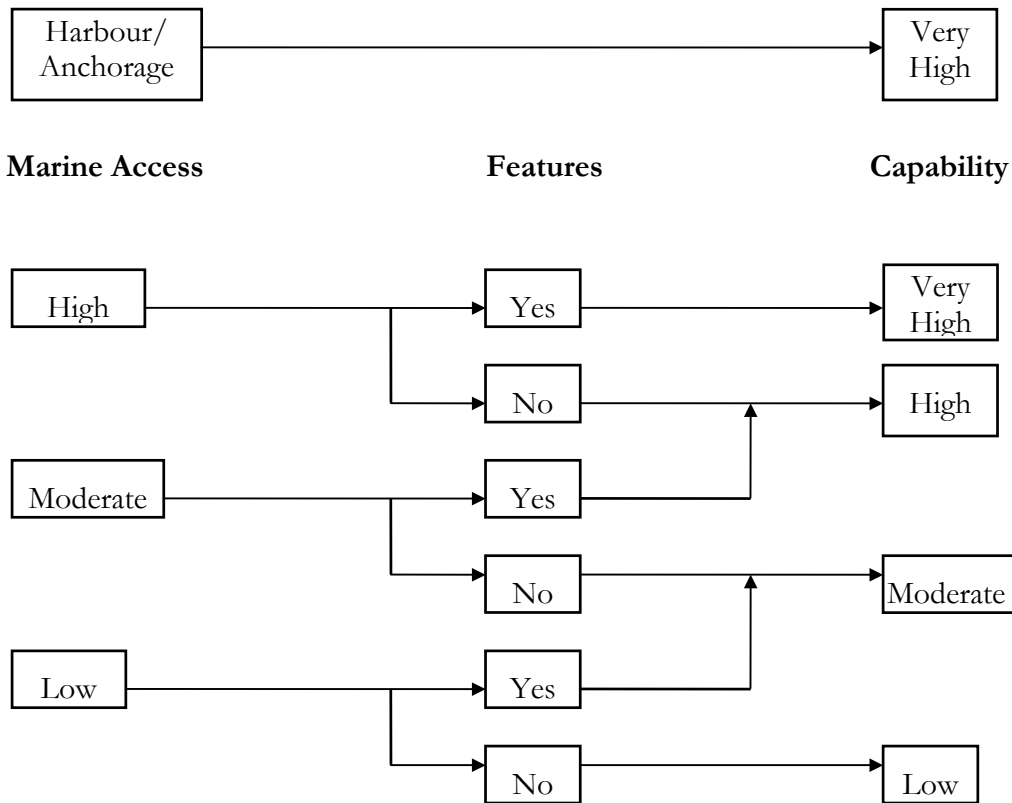 Harbour/
Anchorage
Very
High
Marine Access
Features
Capability
High
Yes
Very
High
No
High
Moderate
Yes
No
Moderate
Low
Yes
No
Low